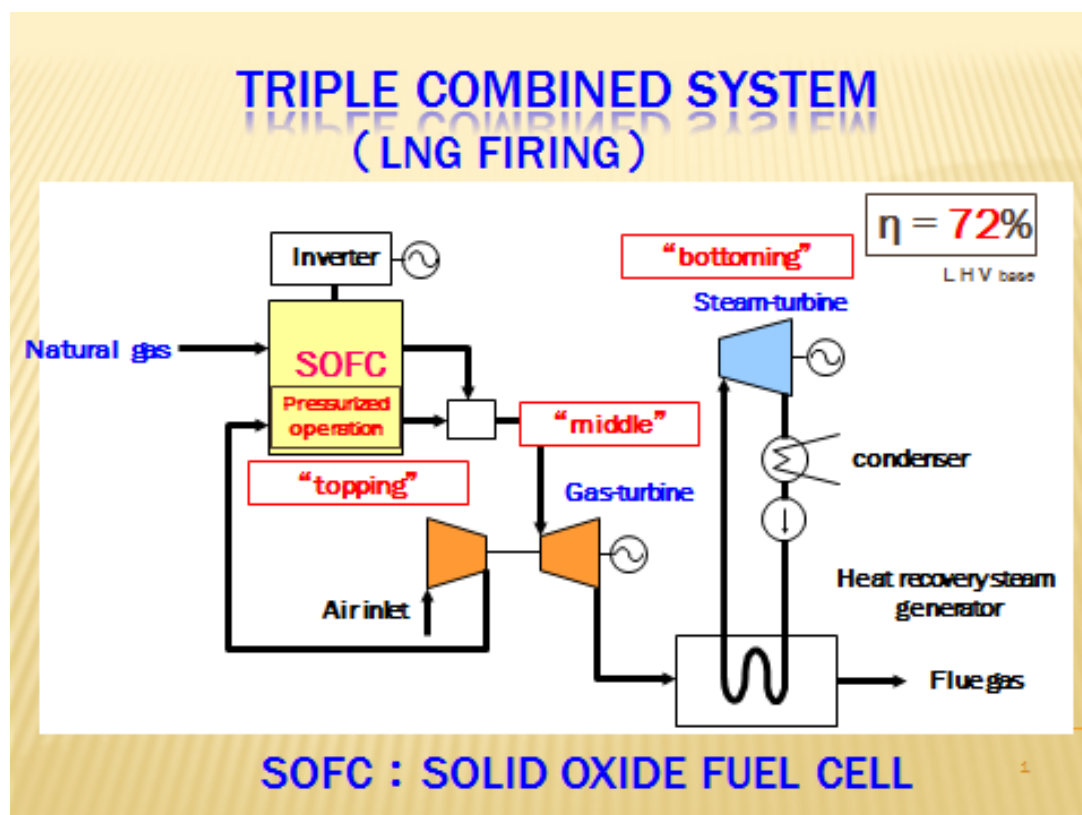 TRIPLE COMBINED SYSTEM
（LNG FIRING）
η = 72%
LHV base
Inverter
“bottoming”
Steam-turbine
Natural gas
SOFC
Pressurized
operation
“middle”
“topping”
condenser
Gas-turbine
Air inlet
Heat recovery steam
generator
Flue gas
SOFC：SOLID OXIDE FUEL CELL
1